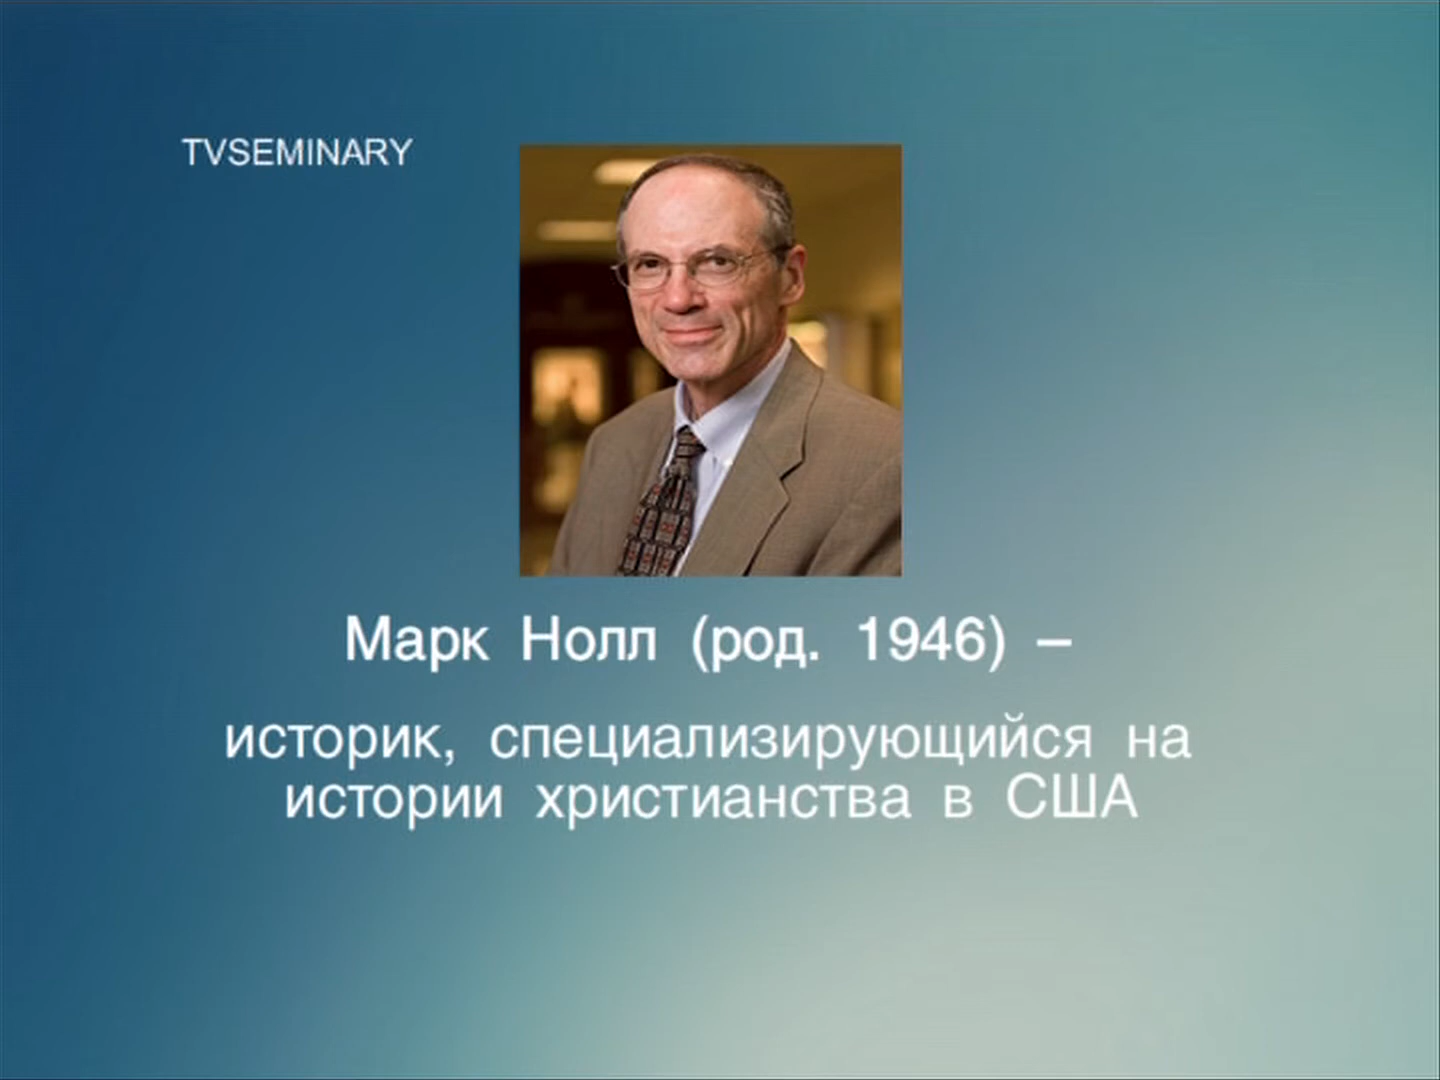 TVSEMINARY
Марк Нолл (род. 1946) –
историк, специализирующийся на
истории христианства в США